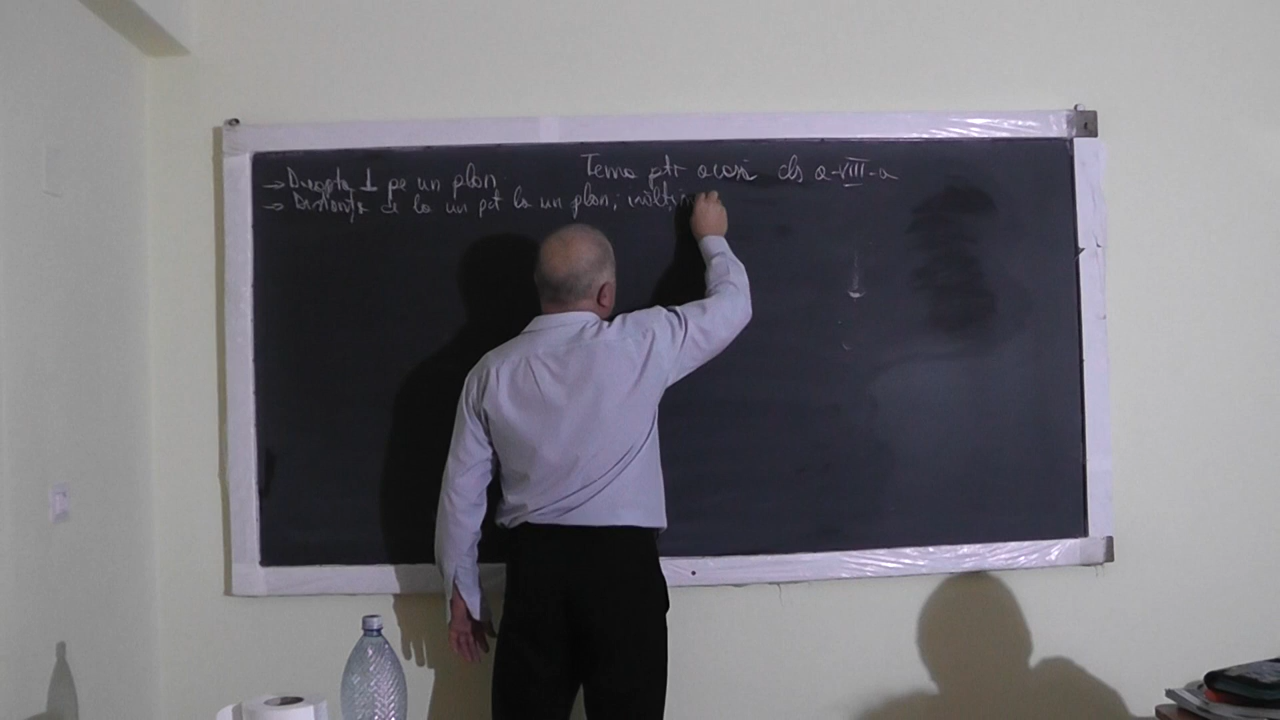 Tema ptr acasă cls a-VIII-a
→ Dreapta ⊥ pe un plan
→ Distanța de la un pct la un plan; înălțim